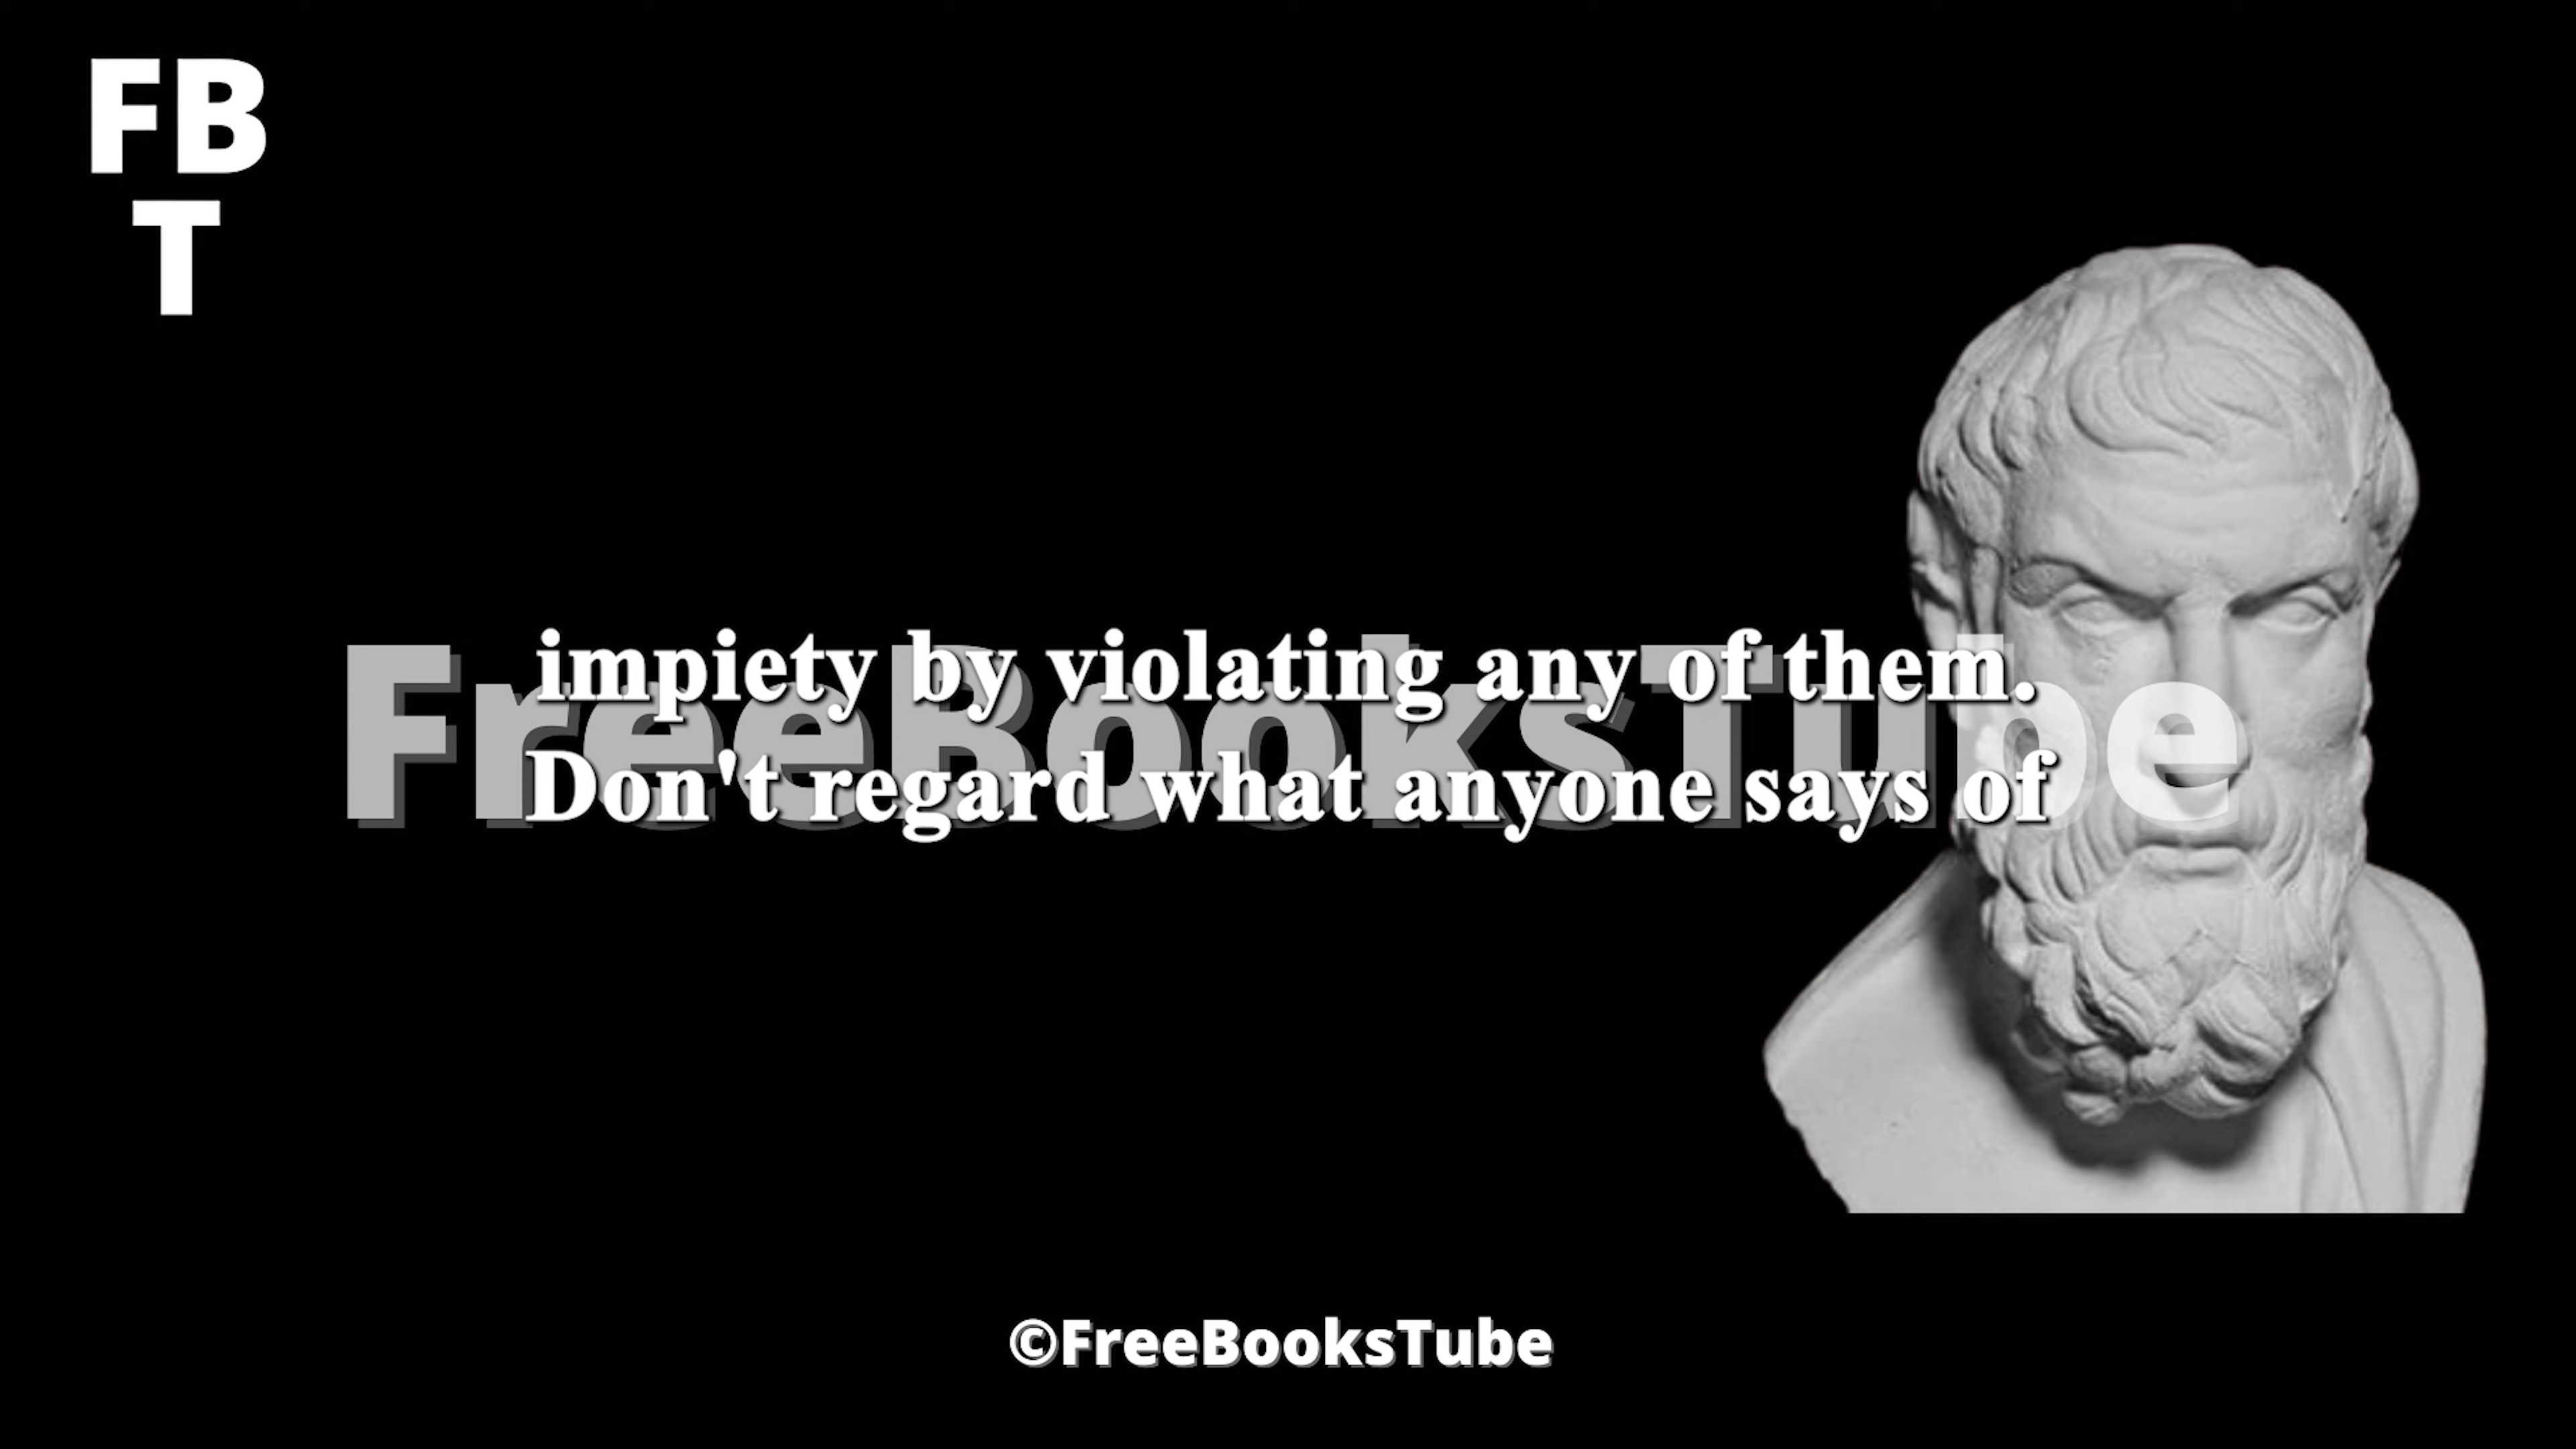 FB
T
FreeBooksTube
impiety by violating any of them.
Don't regard what anyone says of
©FreeBooksTube